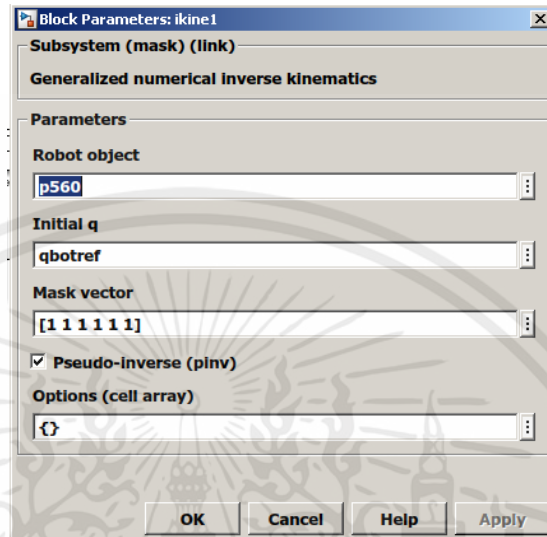 Block Parameters: ikine1
Subsystem (mask) (link)
Generalized numerical inverse kinematics
Parameters
Robot object
p560
Initial q
qbotref
Mask vector
[1 1 1 1 1 1]
Pseudo-inverse (pinv)
Options (cell array)
{}
OK Cancel Help Apply